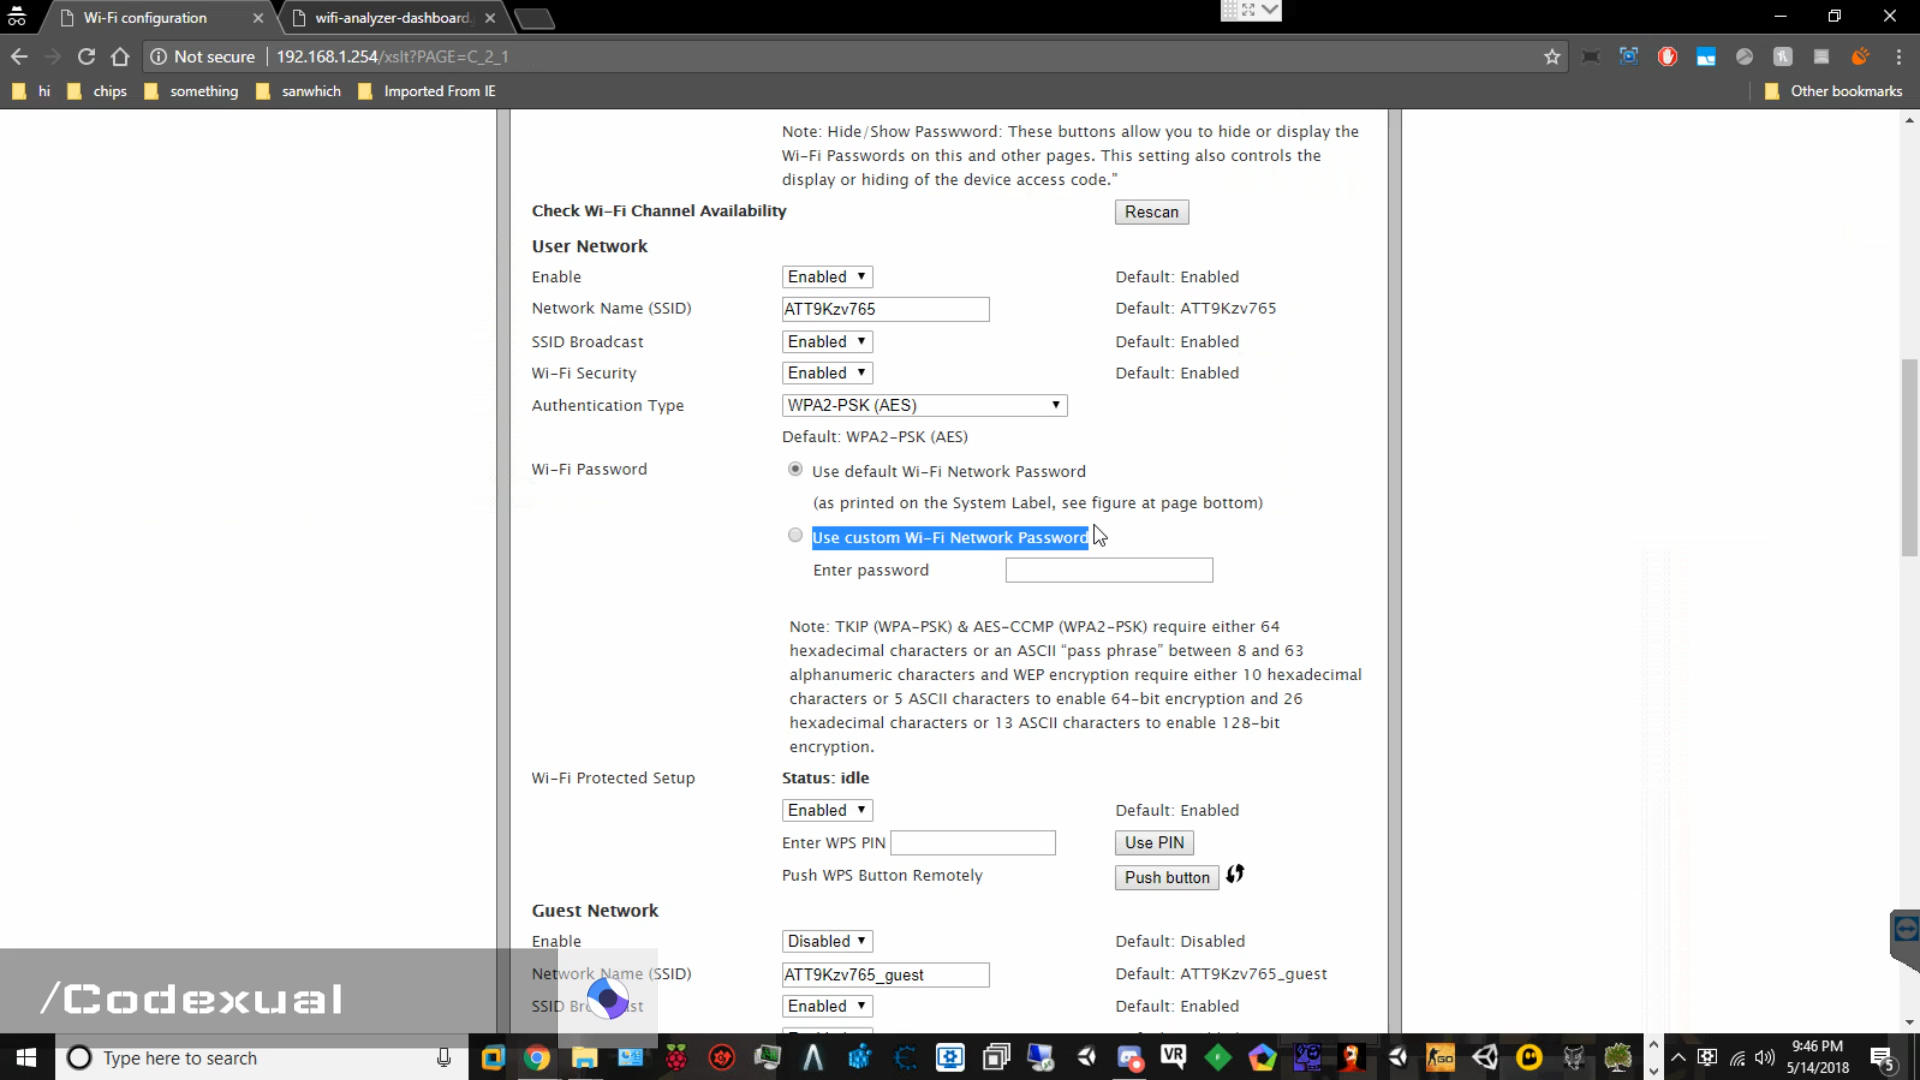 Wi-Fi configuration
wifi-analyzer-dashboard.
Not secure
192.168.1.254/xslt?PAGE=C_2_1
hi
chips
something
sanwhich
Imported From IE
Other bookmarks
Note: Hide/Show Passwword: These buttons allow you to hide or display the
Wi-Fi Passwords on this and other pages. This setting also controls the
display or hiding of the device access code."
Check Wi-Fi Channel Availability
Rescan
User Network
Enable
Enabled
Default: Enabled
Network Name (SSID)
ATT9Kzv765
Default: ATT9Kzv765
SSID Broadcast
Enabled
Default: Enabled
Wi-Fi Security
Enabled
Default: Enabled
Authentication Type
WPA2-PSK (AES)
Default: WPA2-PSK (AES)
Wi-Fi Password
Use default Wi-Fi Network Password
(as printed on the System Label, see figure at page bottom)
Use custom Wi-Fi Network Password
Enter password
Note: TKIP (WPA-PSK) & AES-CCMP (WPA2-PSK) require either 64
hexadecimal characters or an ASCII "pass phrase" between 8 and 63
alphanumeric characters and WEP encryption require either 10 hexadecimal
characters or 5 ASCII characters to enable 64-bit encryption and 26
hexadecimal characters or 13 ASCII characters to enable 128-bit
encryption.
Wi-Fi Protected Setup
Status: idle
Enabled
Default: Enabled
Enter WPS PIN
Use PIN
Push WPS Button Remotely
Push button
Guest Network
Enable
Disabled
Default: Disabled
Network Name (SSID)
ATT9Kzv765_guest
Default: ATT9Kzv765_guest
SSID Broadcast
Enabled
Default: Enabled
/Codexual
Type here to search
VR
GO
9:46 PM
5/14/2018
5